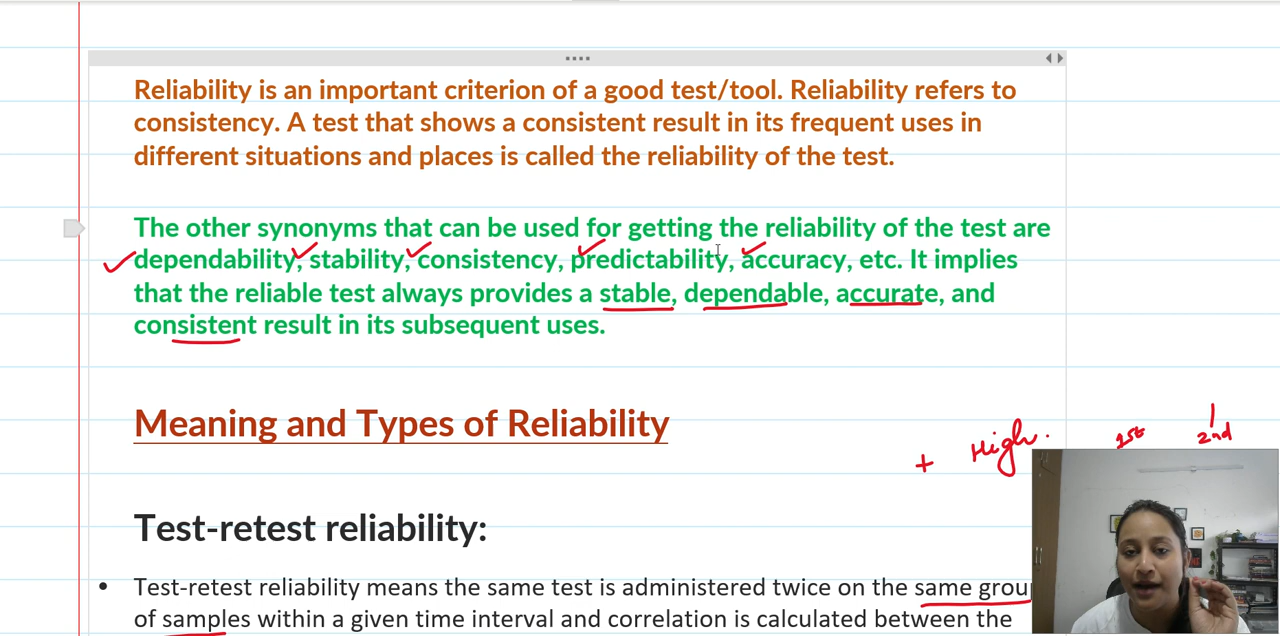 Reliability is an important criterion of a good test/tool. Reliability refers to
consistency. A test that shows a consistent result in its frequent uses in
different situations and places is called the reliability of the test.
The other synonyms that can be used for getting the reliability of the test are
dependability, stability, consistency, predictability, accuracy, etc. It implies
that the reliable test always provides a stable, dependable, accurate, and
consistent result in its subsequent uses.
Meaning and Types of Reliability
+ High. 1st 2nd
Test-retest reliability:
• Test-retest reliability means the same test is administered twice on the same grou
of samples within a given time interval and correlation is calculated between the